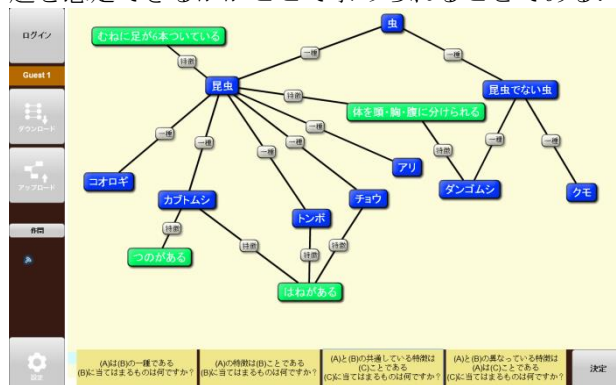 ログイン
Guest 1
ダウンロード
アップロード
作問
設定
虫
むねに足が6本ついている
特徴
一種
一種
昆虫
昆虫でない虫
特徴
体を頭・胸・腹に分けられる
一種
一種
一種
一種
一種
一種
一種
特徴
アリ
コオロギ
カブトムシ
チョウ
ダンゴムシ
クモ
トンボ
特徴
特徴
特徴
つのがある
はねがある
(A)は(B)の一種である
(B)に当てはまるものは何ですか?
(A)の特徴は(B)ことである
(B)に当てはまるものは何ですか?
(A)と(B)の共通している特徴は
(C)ことである
(C)に当てはまるものは何ですか?
(A)と(B)の異なっている特徴は
(A)は(C)ことである
(C)に当てはまるものは何ですか?
決定